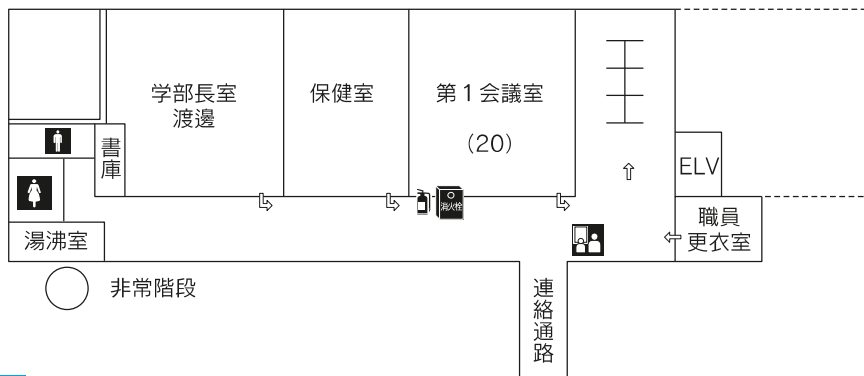 学部長室
渡邊
保健室
第1会議室
(20)
書庫
消火栓
ELV
湯沸室
職員
更衣室
非常階段
連絡通路